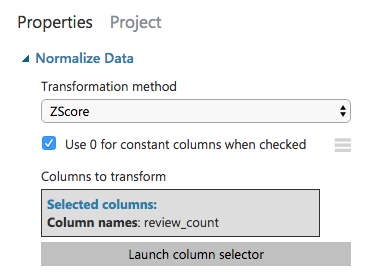 Properties Project
Normalize Data
Transformation method
ZScore
Use 0 for constant columns when checked
Columns to transform
Selected columns:
Column names: review_count
Launch column selector